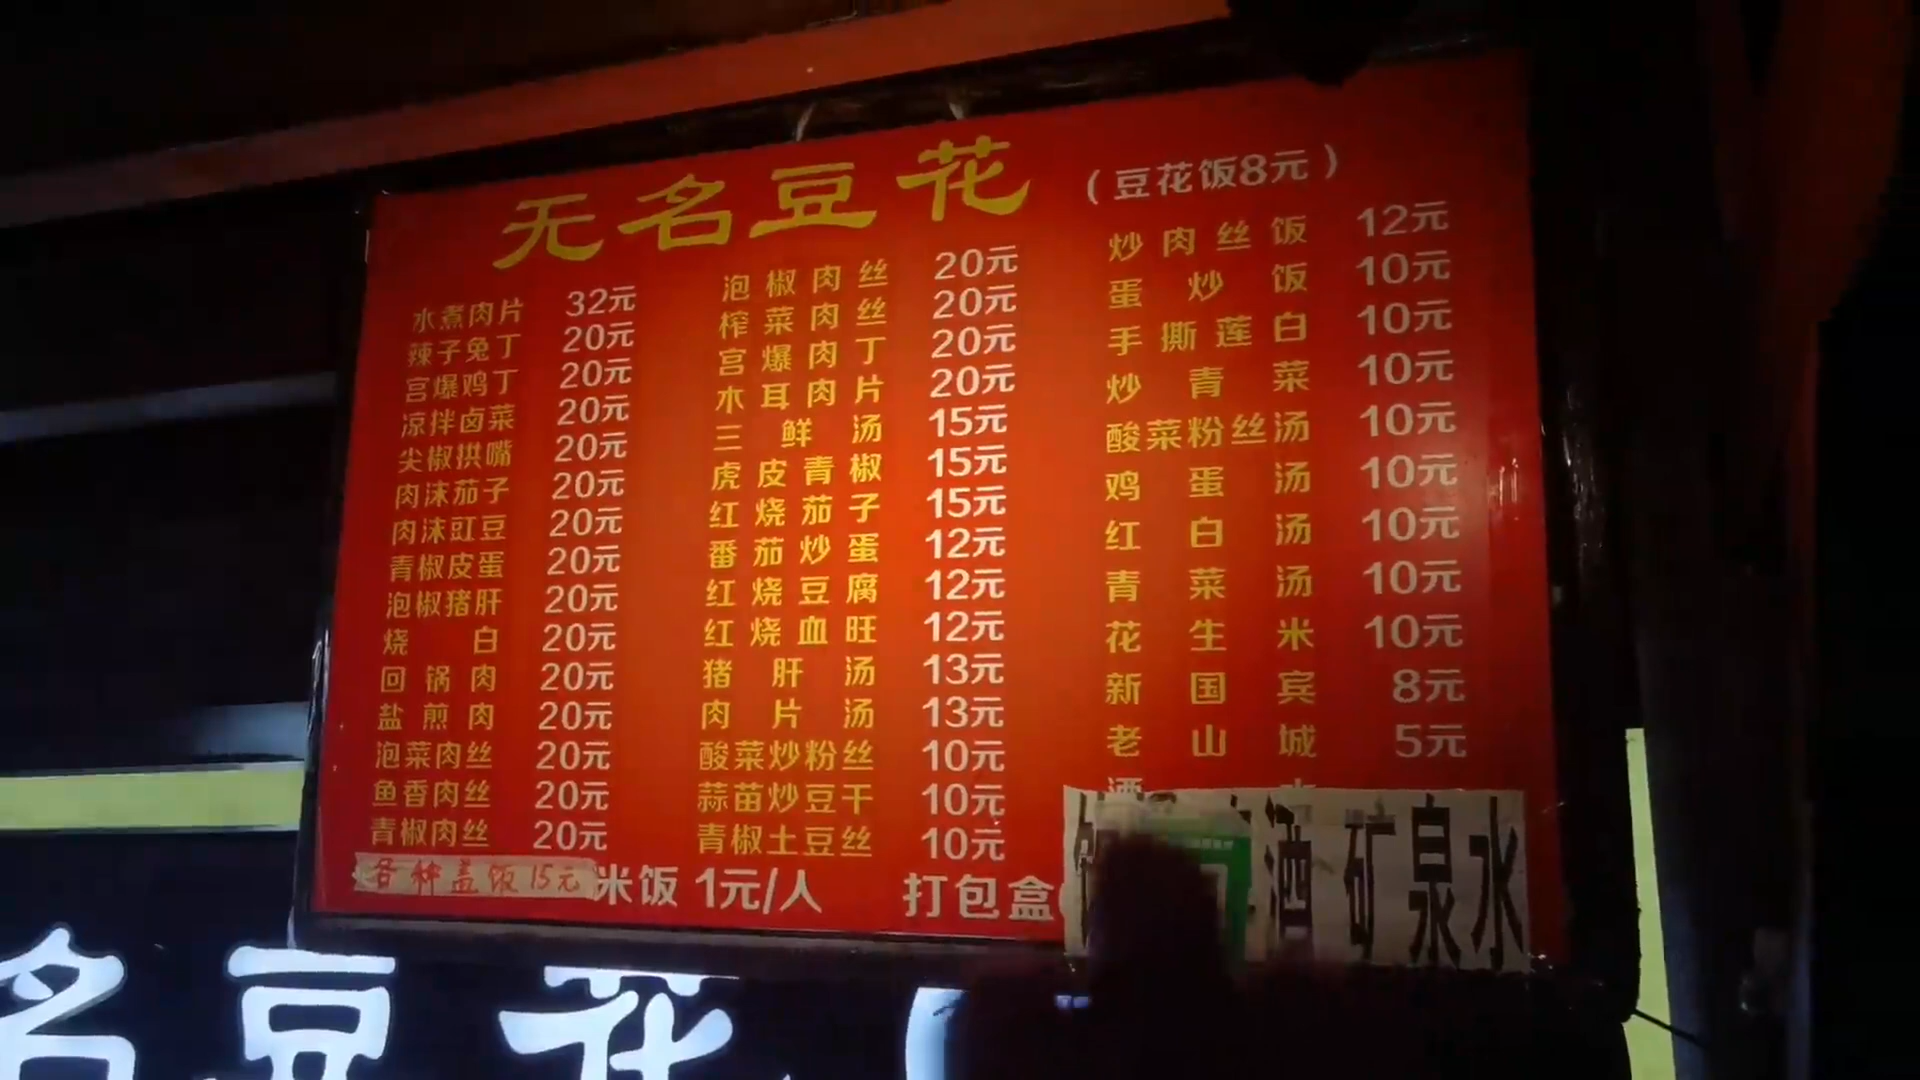 无名豆花 (豆花饭8元)
水煮肉片 32元
辣子兔丁 20元
宫爆鸡丁 20元
凉拌卤菜 20元
尖椒拱嘴 20元
肉沫茄子 20元
肉沫豇豆 20元
青椒皮蛋 20元
泡椒猪肝 20元
烧白 20元
回锅肉 20元
盐煎肉 20元
泡菜肉丝 20元
鱼香肉丝 20元
青椒肉丝 20元
泡椒肉丝 20元
榨菜肉丝 20元
宫爆肉丁 20元
木耳肉片 20元
三鲜汤 15元
虎皮青椒 15元
红烧茄子 15元
番茄炒蛋 12元
红烧豆腐 12元
红烧血旺 12元
猪肝汤 13元
肉片汤 13元
酸菜炒粉丝 10元
蒜苗炒豆干 10元
青椒土豆丝 10元
炒肉丝饭 12元
蛋炒饭 10元
手撕莲白 10元
炒青菜 10元
酸菜粉丝汤 10元
鸡蛋汤 10元
红白汤 10元
青菜汤 10元
花生米 10元
新国宾 8元
老山城 5元
各种盖饭15元 米饭 1元/人 打包盒
酒 矿泉水
名豆花